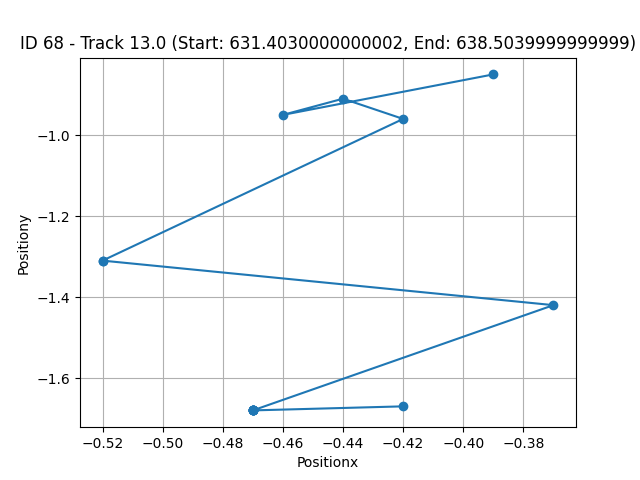 ID 68 - Track 13.0 (Start: 631.4030000000002, End: 638.5039999999999)
Positiony
−1.0
−1.2
−1.4
−1.6
−0.52 −0.50 −0.48 −0.46 −0.44 −0.42 −0.40 −0.38
Positionx